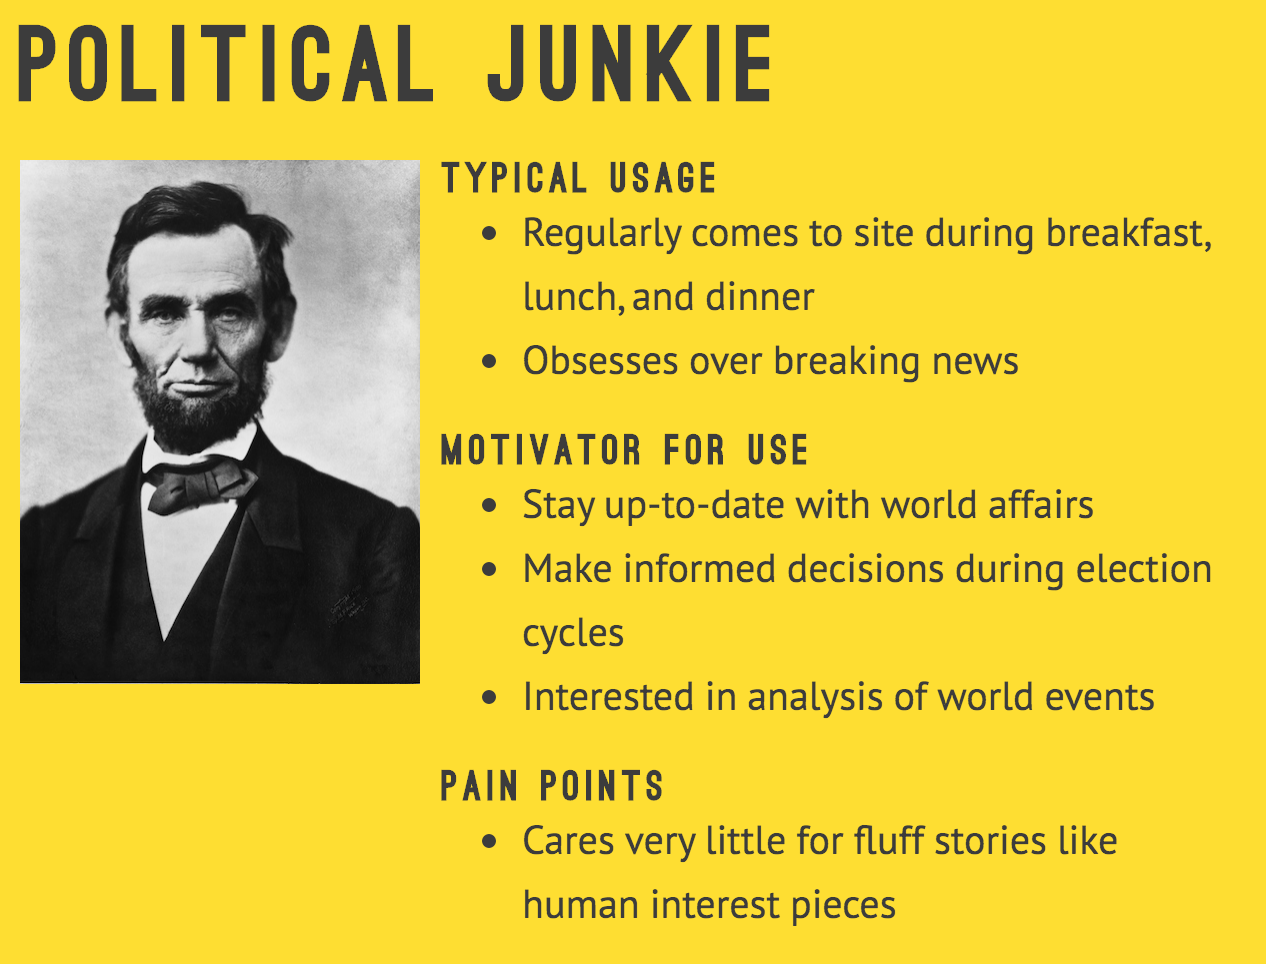 POLITICAL JUNKIE
TYPICAL USAGE
• Regularly comes to site during breakfast,
lunch, and dinner
• Obsesses over breaking news
MOTIVATOR FOR USE
• Stay up-to-date with world affairs
• Make informed decisions during election
cycles
• Interested in analysis of world events
PAIN POINTS
• Cares very little for fluff stories like
human interest pieces